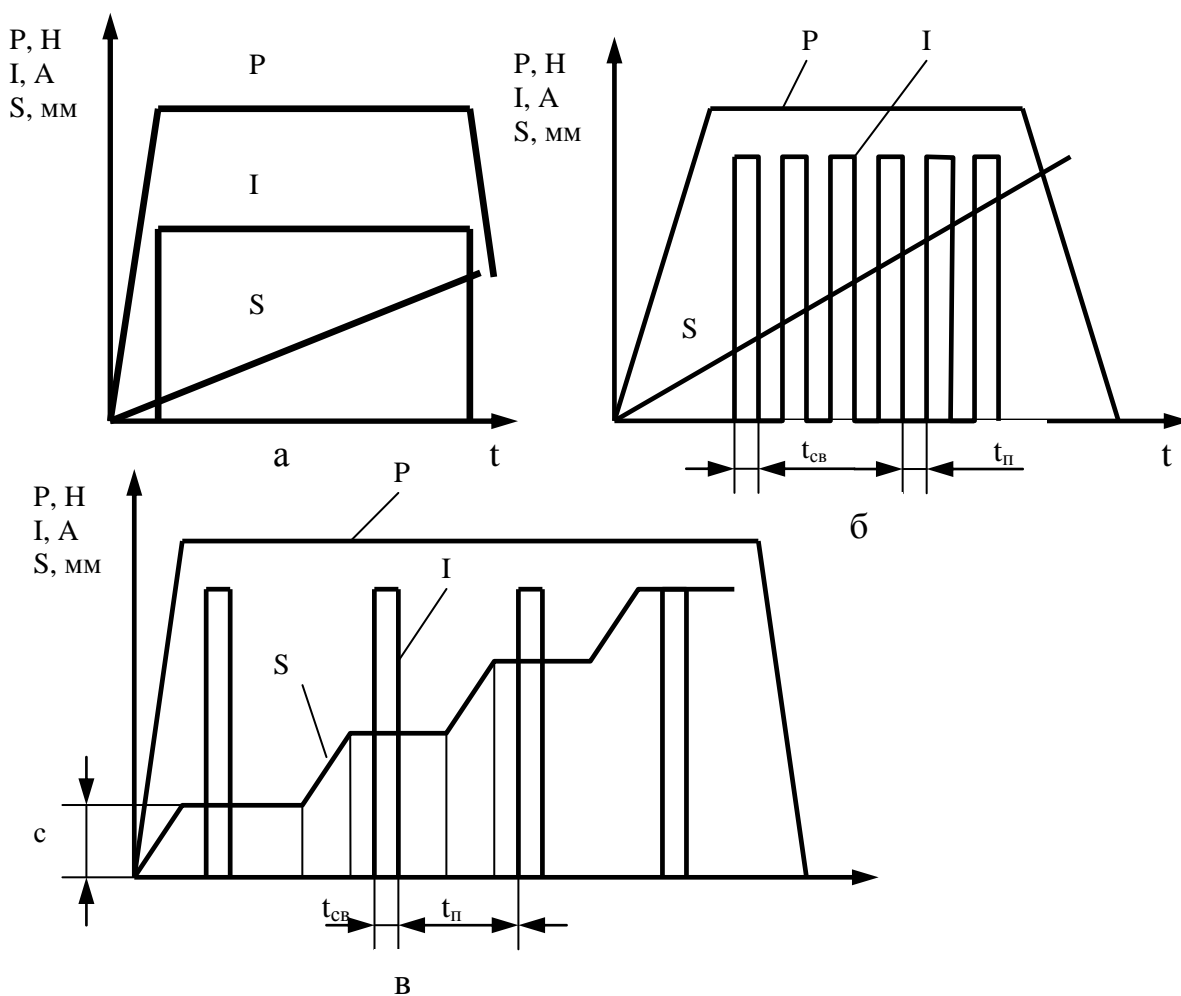 P, Н
I, А
S, мм
P
I
S
а
t
P, Н
I, А
S, мм
P
I
S
tсв
tп
t
б
P, Н
I, А
S, мм
P
I
S
с
tсв
tп
в